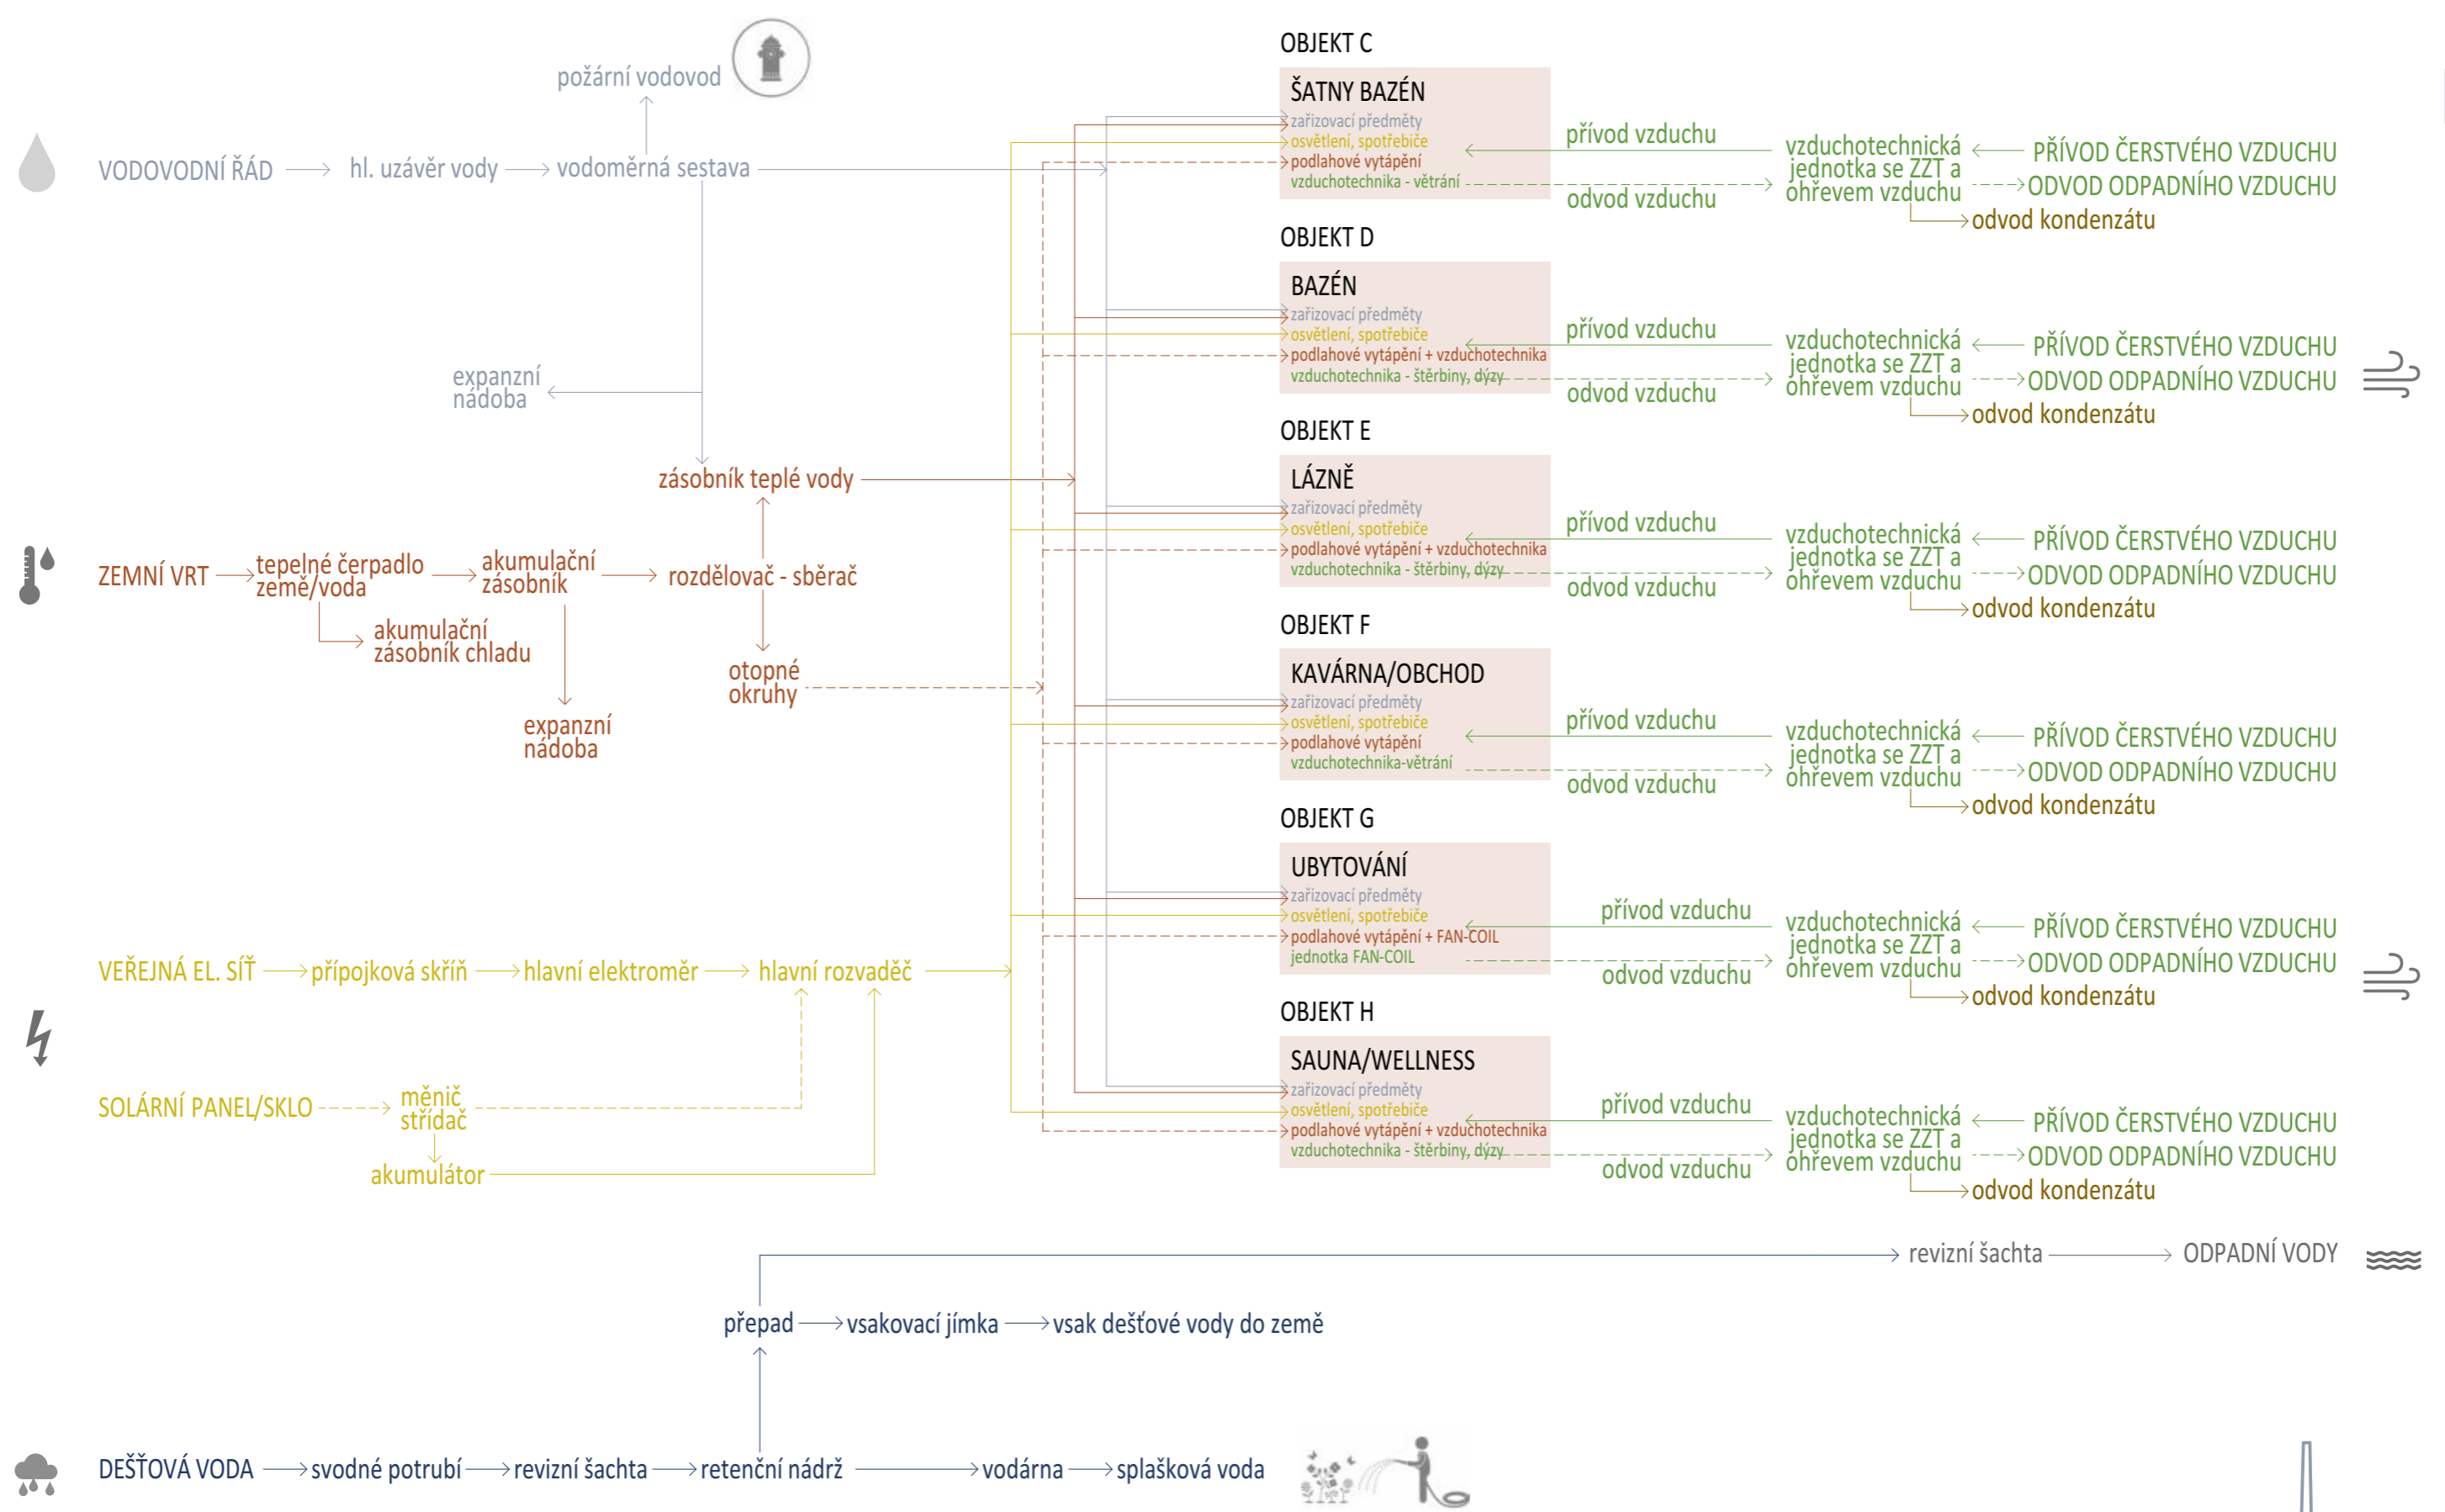 požární vodovod
VODOVODNÍ ŘÁD
hl. uzávěr vody
vodoměrná sestava
expanzní
nádoba
zásobník teplé vody
ZEMNÍ VRT
tepelné čerpadlo
země/voda
akumulační
zásobník
rozdělovač - sběrač
akumulační
zásobník chladu
otopné
okruhy
expanzní
nádoba
VEŘEJNÁ EL. SÍŤ
přípojková skříň
hlavní elektroměr
hlavní rozvaděč
SOLÁRNÍ PANEL/SKLO
měnič
střídač
akumulátor
OBJEKT C
ŠATNY BAZÉN
zařizovací předměty
osvětlení, spotřebiče
podlahové vytápění
vzduchotechnika - větrání
přívod vzduchu
odvod vzduchu
vzduchotechnická
jednotka se ZZT a
ohřevem vzduchu
PŘÍVOD ČERSTVÉHO VZDUCHU
ODVOD ODPADNÍHO VZDUCHU
odvod kondenzátu
OBJEKT D
BAZÉN
zařizovací předměty
osvětlení, spotřebiče
podlahové vytápění + vzduchotechnika
vzduchotechnika - štěrbiny, dýzy
přívod vzduchu
odvod vzduchu
vzduchotechnická
jednotka se ZZT a
ohřevem vzduchu
PŘÍVOD ČERSTVÉHO VZDUCHU
ODVOD ODPADNÍHO VZDUCHU
odvod kondenzátu
OBJEKT E
LÁZNĚ
zařizovací předměty
osvětlení, spotřebiče
podlahové vytápění + vzduchotechnika
vzduchotechnika - štěrbiny, dýzy
přívod vzduchu
odvod vzduchu
vzduchotechnická
jednotka se ZZT a
ohřevem vzduchu
PŘÍVOD ČERSTVÉHO VZDUCHU
ODVOD ODPADNÍHO VZDUCHU
odvod kondenzátu
OBJEKT F
KAVÁRNA/OBCHOD
zařizovací předměty
osvětlení, spotřebiče
podlahové vytápění
vzduchotechnika-větrání
přívod vzduchu
odvod vzduchu
vzduchotechnická
jednotka se ZZT a
ohřevem vzduchu
PŘÍVOD ČERSTVÉHO VZDUCHU
ODVOD ODPADNÍHO VZDUCHU
odvod kondenzátu
OBJEKT G
UBYTOVÁNÍ
zařizovací předměty
osvětlení, spotřebiče
podlahové vytápění + FAN-COIL
jednotka FAN-COIL
přívod vzduchu
odvod vzduchu
vzduchotechnická
jednotka se ZZT a
ohřevem vzduchu
PŘÍVOD ČERSTVÉHO VZDUCHU
ODVOD ODPADNÍHO VZDUCHU
odvod kondenzátu
OBJEKT H
SAUNA/WELLNESS
zařizovací předměty
osvětlení, spotřebiče
podlahové vytápění + vzduchotechnika
vzduchotechnika - štěrbiny, dýzy
přívod vzduchu
odvod vzduchu
vzduchotechnická
jednotka se ZZT a
ohřevem vzduchu
PŘÍVOD ČERSTVÉHO VZDUCHU
ODVOD ODPADNÍHO VZDUCHU
odvod kondenzátu
revizní šachta
ODPADNÍ VODY
přepad
vsakovací jímka
vsak dešťové vody do země
DEŠŤOVÁ VODA
svodné potrubí
revizní šachta
retenční nádrž
vodárna
splašková voda